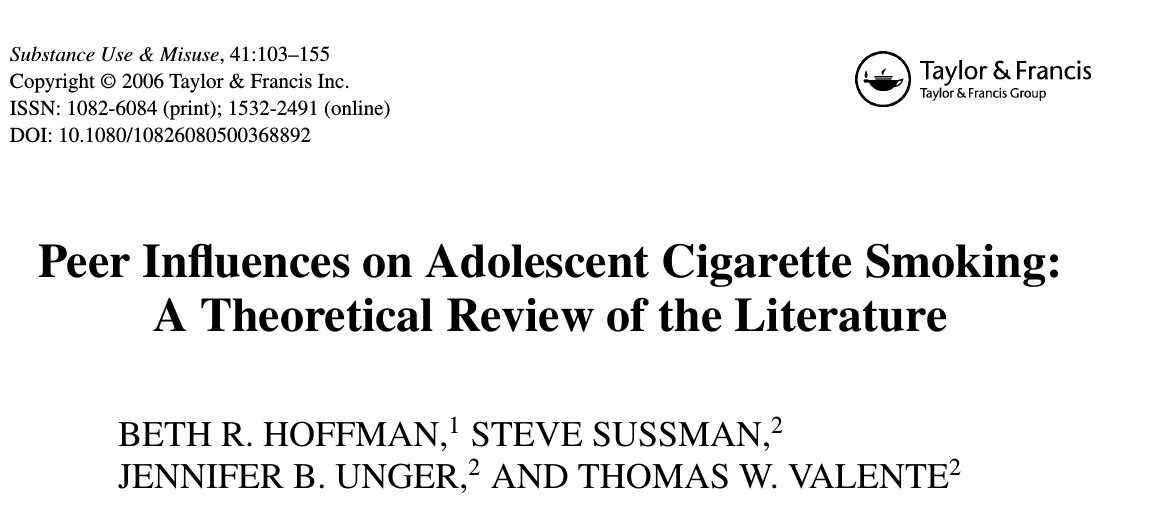 Substance Use & Misuse, 41:103–155
Copyright © 2006 Taylor & Francis Inc.
ISSN: 1082-6084 (print); 1532-2491 (online)
DOI: 10.1080/10826080500368892
Taylor & Francis
Taylor & Francis Group
Peer Influences on Adolescent Cigarette Smoking:
A Theoretical Review of the Literature
BETH R. HOFFMAN,1 STEVE SUSSMAN,2
JENNIFER B. UNGER,2 AND THOMAS W. VALENTE2